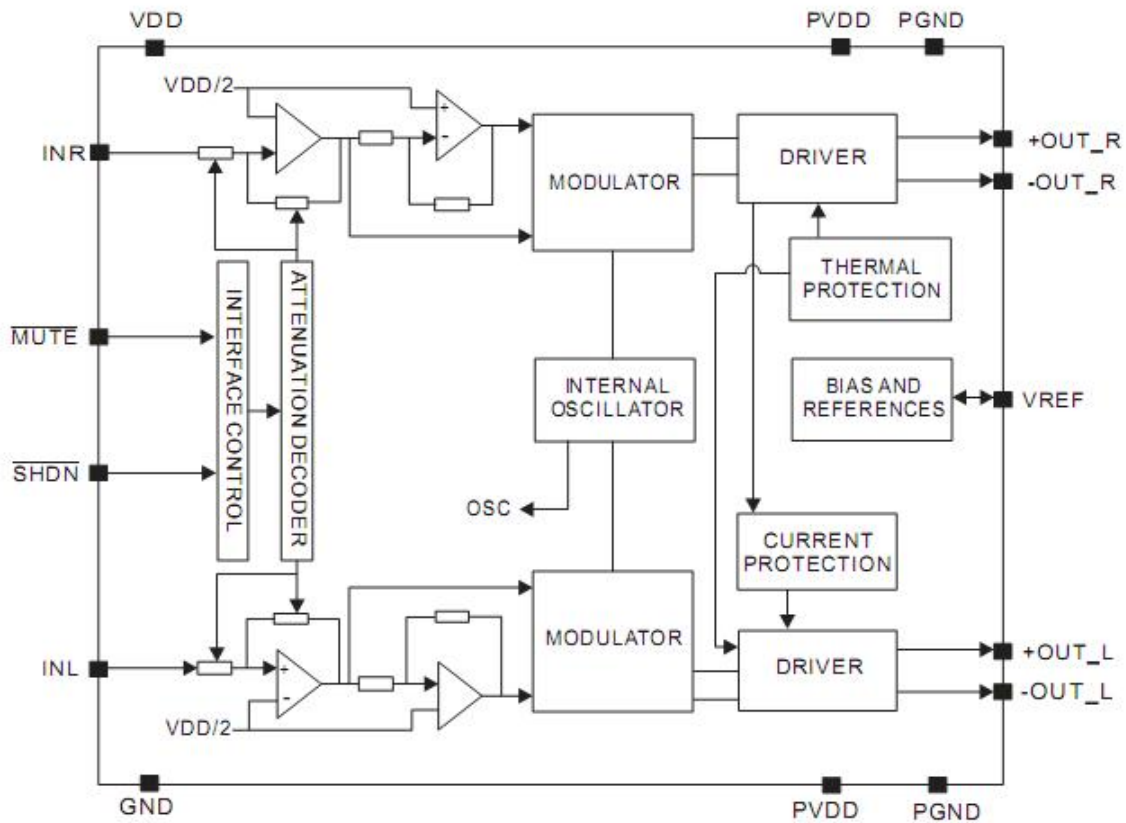 VDD
PVDD
PGND
VDD/2
+
-
INR
MODULATOR
DRIVER
+OUT_R
-OUT_R
THERMAL
PROTECTION
INTERFACE CONTROL
ATTENUATION DECODER
MUTE
SHDN
INTERNAL
OSCILLATOR
BIAS AND
REFERENCES
VREF
OSC
CURRENT
PROTECTION
INL
+
-
VDD/2
MODULATOR
DRIVER
+OUT_L
-OUT_L
GND
PVDD
PGND